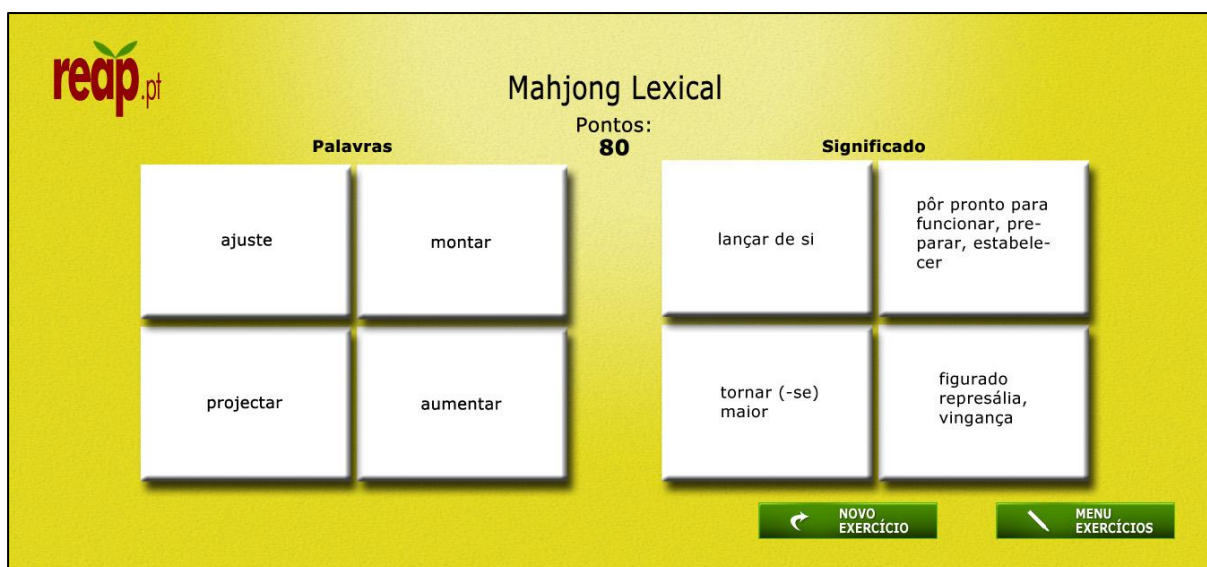 reap.pt
Mahjong Lexical
Pontos:
80
Palavras
Significado
ajuste
montar
projectar
aumentar
lançar de si
pôr pronto para
funcionar, pre-
parar, estabele-
cer
tornar (-se)
maior
figurado
represália,
vingança
NOVO
EXERCÍCIO
MENU
EXERCÍCIOS